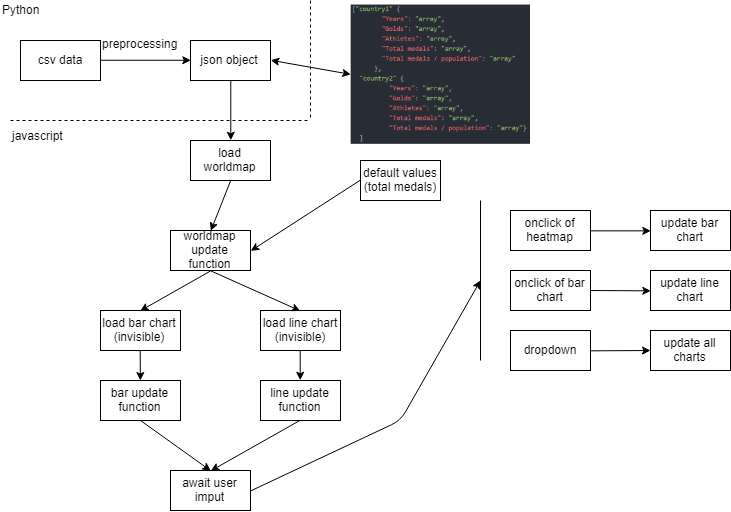 Python
["country1" {
"Years": "array",
"Golds": "array",
"Athletes": "array",
"Total medals": "array",
"Total medals / population": "array"
},
"country2" {
"Years": "array",
"Golds": "array",
"Athletes": "array",
"Total medals": "array",
"Total medals / population": "array"}
]
preprocessing
csv data
json object
javascript
load
worldmap
default values
(total medals)
worldmap
update
function
onclick of
heatmap
update bar
chart
onclick of bar
chart
update line
chart
load bar chart
(invisible)
load line chart
(invisible)
dropdown
update all
charts
bar update
function
line update
function
await user
imput